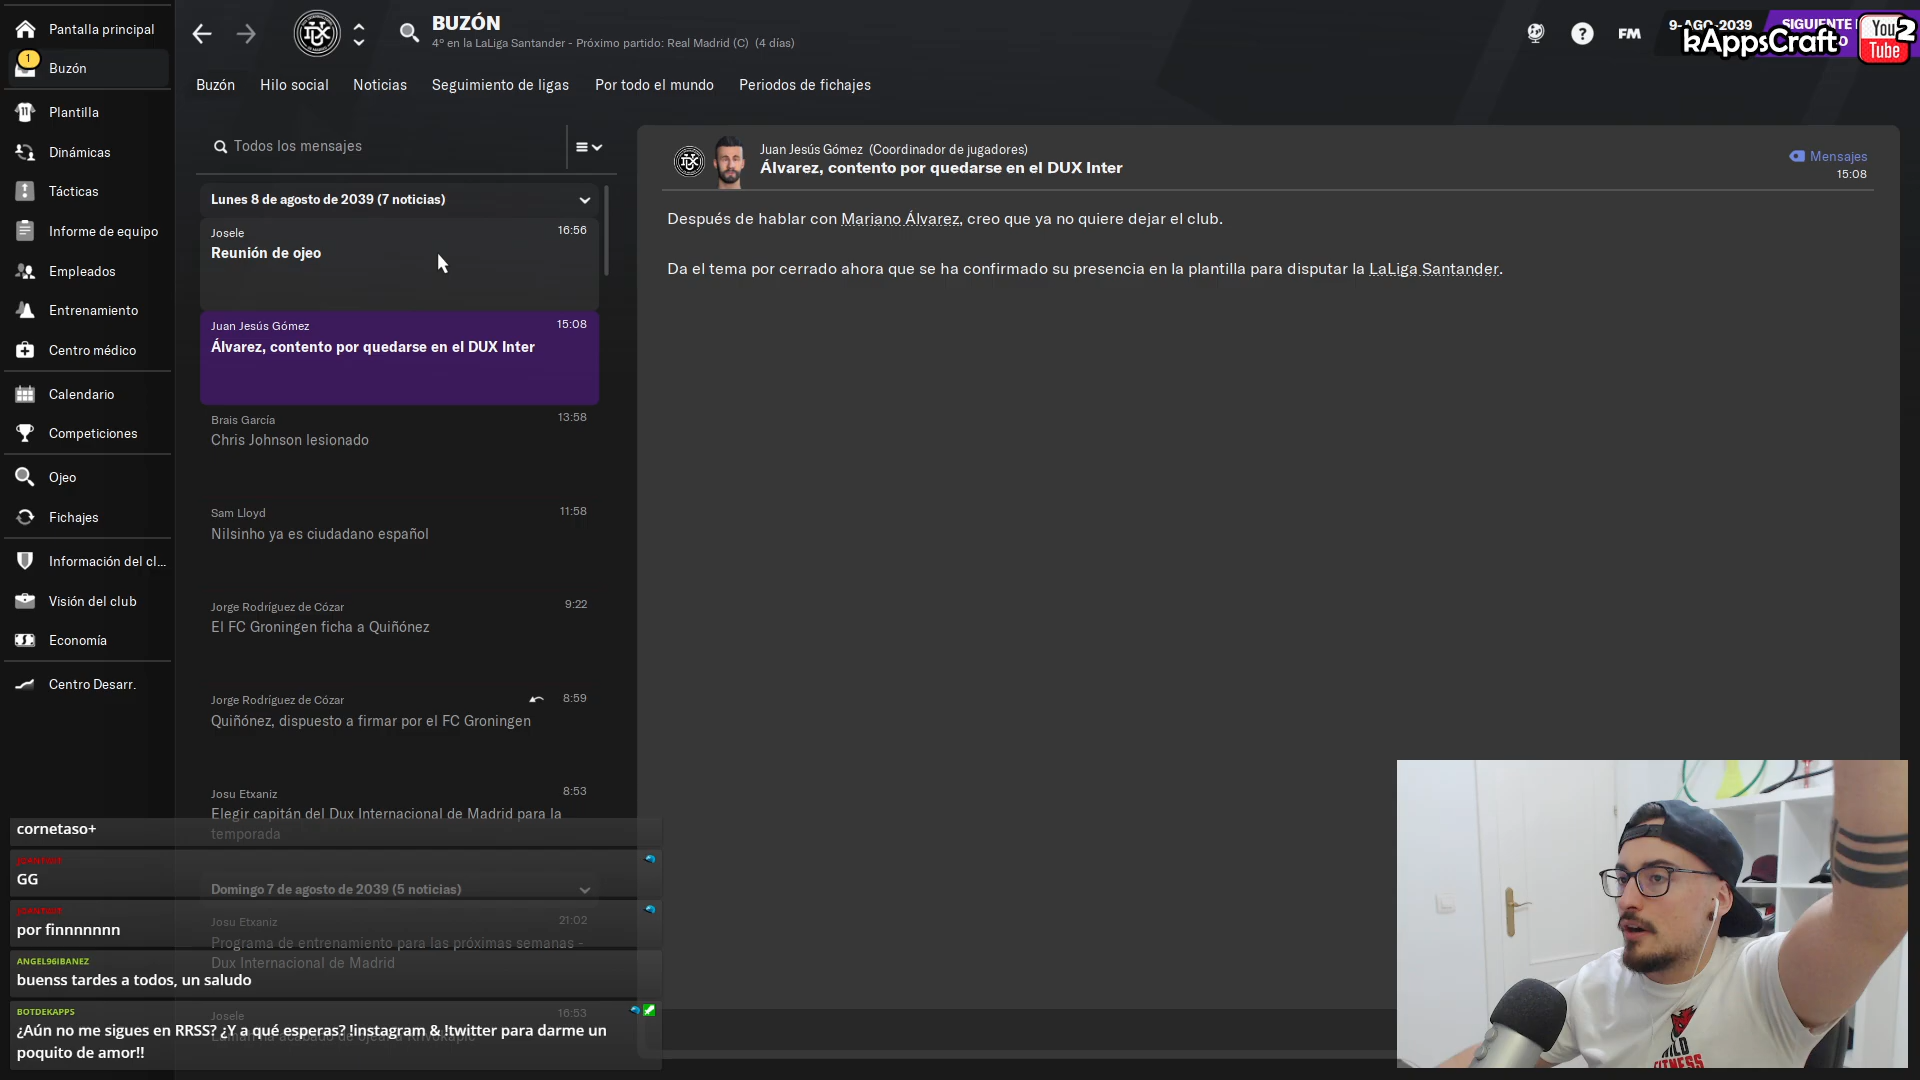 Pantalla principal
1
Buzón
Plantilla
Dinámicas
Tácticas
Informe de equipo
Empleados
Entrenamiento
Centro médico
Calendario
Competiciones
Ojeo
Fichajes
Información del cl...
Visión del club
Economía
Centro Desarr.
BUZÓN
4º en la LaLiga Santander - Próximo partido: Real Madrid (C) (4 días)
FM
9-AGO-2039
SIGUIENTE
kAppsCraft
You2
Tube
Buzón
Hilo social
Noticias
Seguimiento de ligas
Por todo el mundo
Periodos de fichajes
Todos los mensajes
Lunes 8 de agosto de 2039 (7 noticias)
Josele 16:56
Reunión de ojeo
Juan Jesús Gómez 15:08
Álvarez, contento por quedarse en el DUX Inter
Brais García 13:58
Chris Johnson lesionado
Sam Lloyd 11:58
Nilsinho ya es ciudadano español
Jorge Rodríguez de Cózar 9:22
El FC Groningen ficha a Quiñónez
Jorge Rodríguez de Cózar 8:59
Quiñónez, dispuesto a firmar por el FC Groningen
Josu Etxaniz 8:53
Elegir capitán del Dux Internacional de Madrid para la
temporada
Domingo 7 de agosto de 2039 (5 noticias)
Josu Etxaniz 21:02
Programa de entrenamiento para las próximas semanas -
Dux Internacional de Madrid
Josele 16:53
Juan Jesús Gómez (Coordinador de jugadores)
Álvarez, contento por quedarse en el DUX Inter
Mensajes
15:08
Después de hablar con Mariano Álvarez, creo que ya no quiere dejar el club.
Da el tema por cerrado ahora que se ha confirmado su presencia en la plantilla para disputar la LaLiga Santander.
cornetaso+
GG
por finnnnnnn
ANGEL96IBANEZ
buenss tardes a todos, un saludo
BOTDEKAPPS
¿Aún no me sigues en RRSS? ¿Y a qué esperas? !instagram & !twitter para darme un
poquito de amor!!
FITNESS